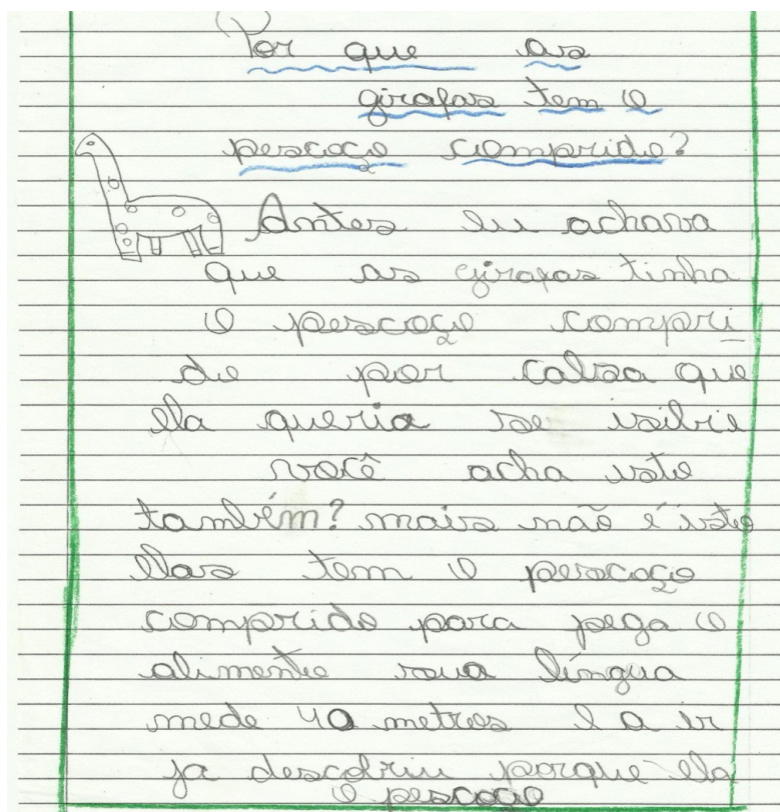 Por que as
girafas tem o
pescoço comprido?
Antes eu achava
que as girafas tinha
o pescoço compri
do por calsa que
ela queria se isibie
você acha isto
também? mais não é isto
Elas tem o pescoço
comprido para pega o
alimento sua língua
mede 40 metros e a ir
ja descobriu porque ela
o pescoço